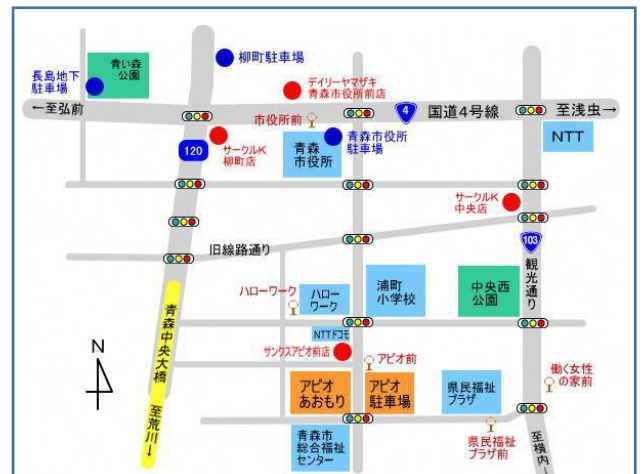 青い森
公園
長島地下
駐車場
←至弘前
柳町駐車場
デイリーヤマザキ
青森市役所前店
4
国道4号線
至浅虫→
市役所前
120
サークルK
柳町店
青森
市役所
青森市役所
駐車場
NTT
サークルK
中央店
旧線路通り
103
観光通り
ハローワーク
ハロー
ワーク
浦町
小学校
中央西
公園
NTTドコモ
サンクスアピオ前店
アピオ前
青森中央大橋
N
アピオ
あおもり
アピオ
駐車場
県民福祉
プラザ
働く女性
の家前
至荒川→
青森市
総合福祉
センター
県民福祉
プラザ前
至横内